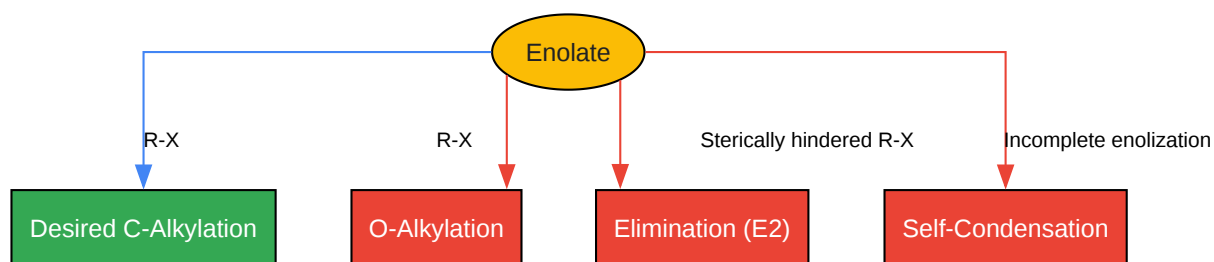 Enolate
R-X
R-X
Sterically hindered R-X
Incomplete enolization
Desired C-Alkylation
O-Alkylation
Elimination (E2)
Self-Condensation